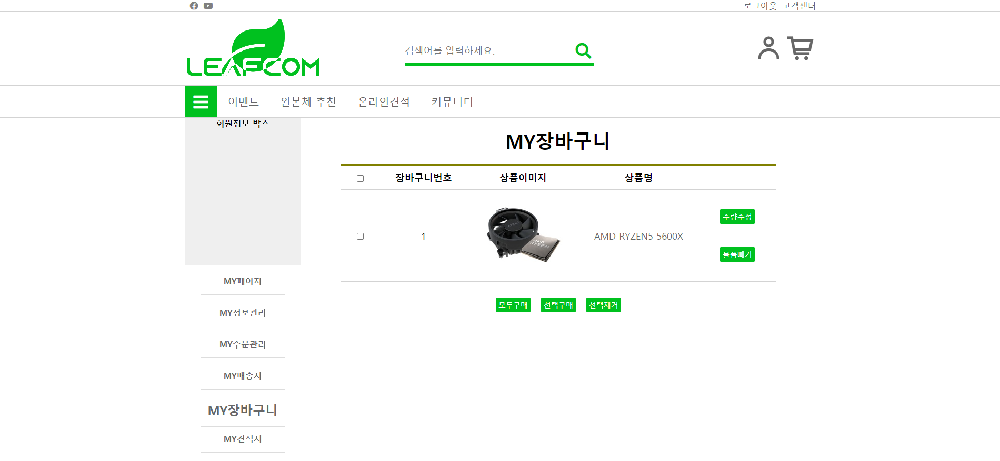 로그아웃 고객센터
LEAFCOM
검색어를 입력하세요.
이벤트 완본체 추천 온라인견적 커뮤니티
회원정보 박스
MY페이지
MY정보관리
MY주문관리
MY배송지
MY장바구니
MY견적서
MY장바구니
장바구니번호 상품이미지 상품명
AMD
AMD
AMD
RYZEN
1 AMD RYZEN5 5600X
수량수정
물품빼기
모두구매 선택구매 선택제거